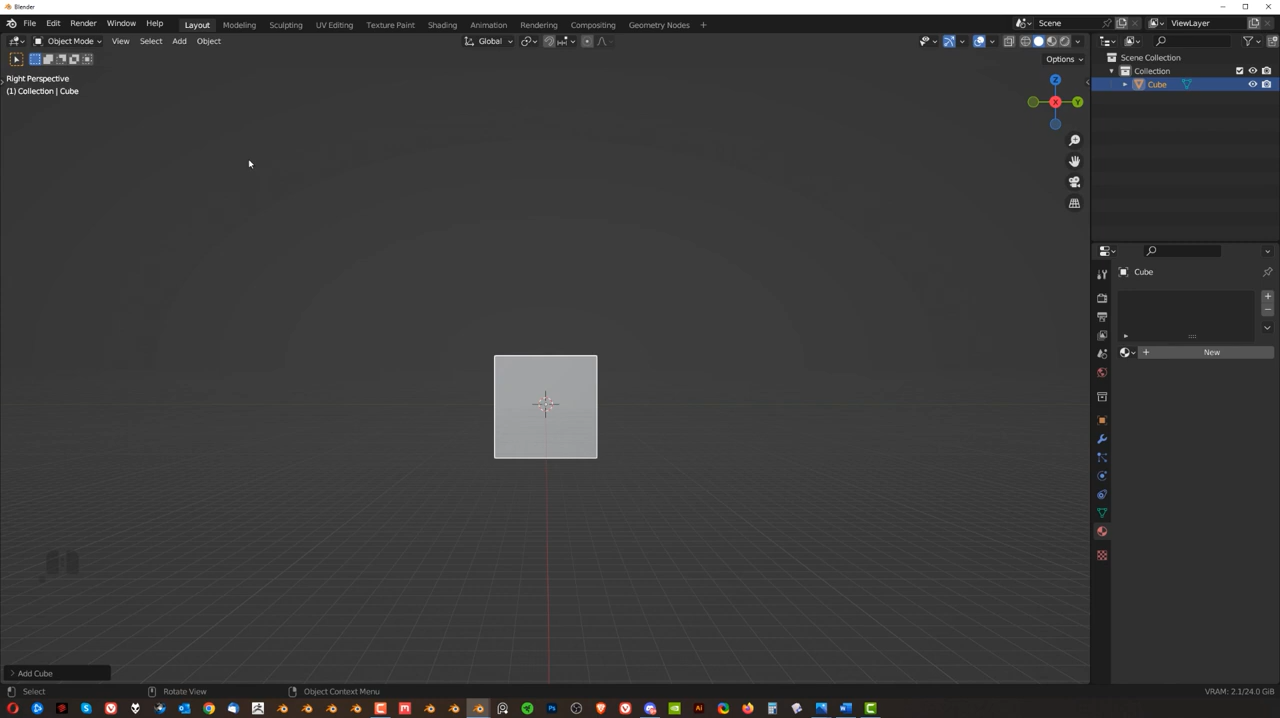 Blender
File Edit Render Window Help
Layout Modeling Sculpting UV Editing Texture Paint Shading Animation Rendering Compositing Geometry Nodes +
Scene
ViewLayer
Object Mode View Select Add Object
Global
Options
Right Perspective
(1) Collection | Cube
Z
X
Y
Scene Collection
Collection
Cube
Cube
+ New
Add Cube
Select
Rotate View
Object Context Menu
VRAM: 2.1/24.0 GiB